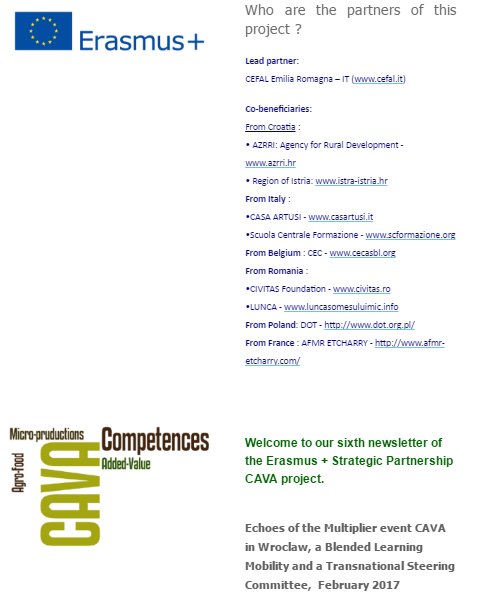 Erasmus+
Who are the partners of this
project ?
Lead partner:
CEFAL Emilia Romagna – IT (www.cefal.it)
Co-beneficiaries:
From Croatia :
• AZRRI: Agency for Rural Development -
www.azrri.hr
• Region of Istria: www.istra-istria.hr
From Italy :
•CASA ARTUSI - www.casartusi.it
•Scuola Centrale Formazione - www.scformazione.org
From Belgium : CEC - www.cecasbl.org
From Romania :
•CIVITAS Foundation - www.civitas.ro
•LUNCA - www.luncasomesuluimic.info
From Poland: DOT - http://www.dot.org.pl/
From France : AFMR ETCHARRY - http://www.afmr-
etcharry.com/
Micro-pruductions
Competences
Agro-Food
CAVA
Added-Value
Welcome to our sixth newsletter of
the Erasmus + Strategic Partnership
CAVA project.
Echoes of the Multiplier event CAVA
in Wroclaw, a Blended Learning
Mobility and a Transnational Steering
Committee, February 2017